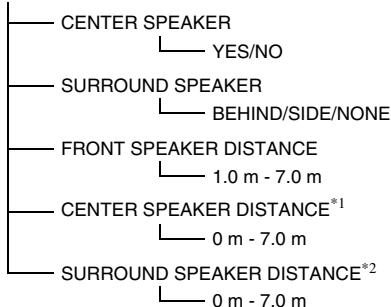 CENTER SPEAKER
YES/NO
SURROUND SPEAKER
BEHIND/SIDE/NONE
FRONT SPEAKER DISTANCE
1.0 m - 7.0 m
CENTER SPEAKER DISTANCE*1
0 m - 7.0 m
SURROUND SPEAKER DISTANCE*2
0 m - 7.0 m